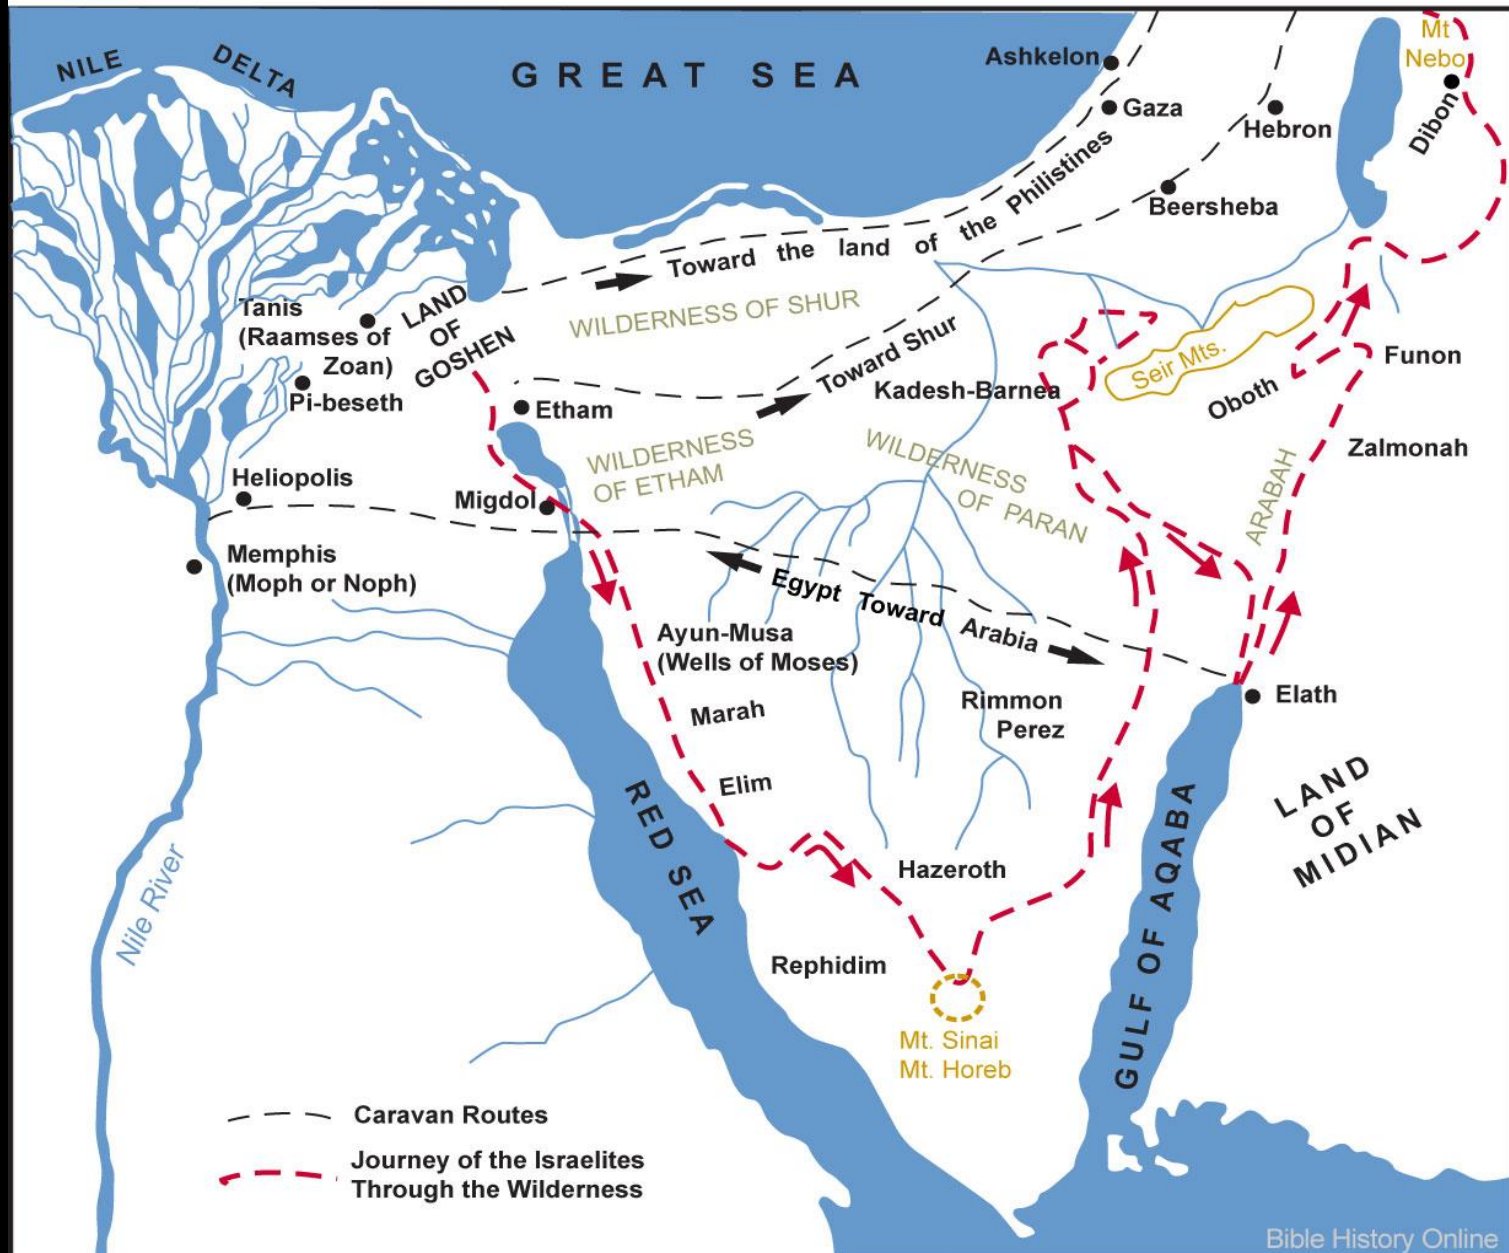 NILE
DELTA
GREAT SEA
Mt
Nebo
Ashkelon
Gaza
Hebron
Dibon
Beersheba
Toward the land of the Philistines
Tanis
(Raamses of
Zoan)
LAND
OF
GOSHEN
WILDERNESS OF SHUR
Toward Shur
Seir Mts.
Funon
Pi-beseth
Kadesh-Barnea
Oboth
Etham
Zalmonah
WILDERNESS
OF ETHAM
WILDERNESS
OF PARAN
ARABAH
Heliopolis
Migdol
Memphis
(Moph or Noph)
Egypt Toward Arabia
Ayun-Musa
(Wells of Moses)
Marah
Rimmon
Perez
Elath
Elim
RED SEA
LAND
OF
MIDIAN
Nile River
Hazeroth
GULF OF AQABA
Rephidim
Mt. Sinai
Mt. Horeb
Caravan Routes
Journey of the Israelites
Through the Wilderness
Bible History Online